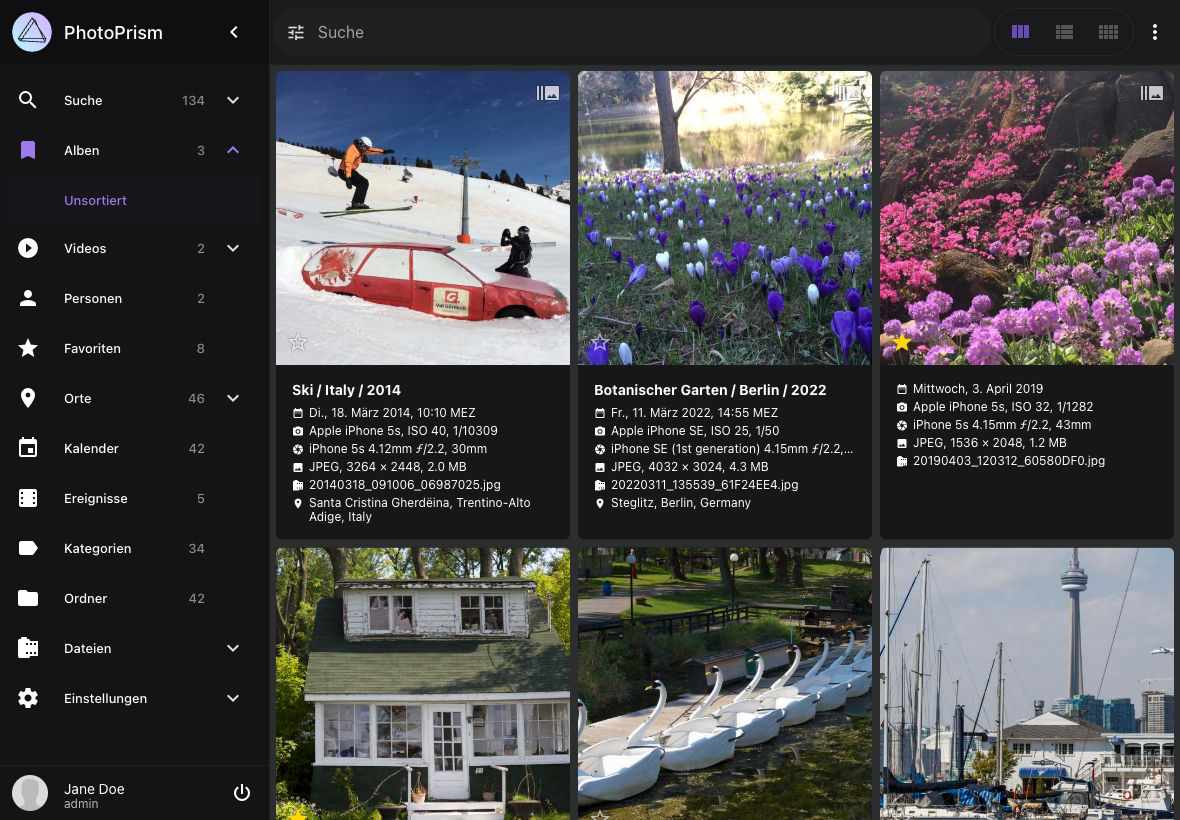 PhotoPrism
Suche
Suche 134
Alben 3
Unsortiert
Videos 2
Personen 2
Favoriten 8
Orte 46
Kalender 42
Ereignisse 5
Kategorien 34
Ordner 42
Dateien
Einstellungen
Jane Doe
admin
Ski / Italy / 2014
Di., 18. März 2014, 10:10 MEZ
Apple iPhone 5s, ISO 40, 1/10309
iPhone 5s 4.12mm ƒ/2.2, 30mm
JPEG, 3264 × 2448, 2.0 MB
20140318_091006_06987025.jpg
Santa Cristina Gherdëina, Trentino-Alto
Adige, Italy
Botanischer Garten / Berlin / 2022
Fr., 11. März 2022, 14:55 MEZ
Apple iPhone SE, ISO 25, 1/50
iPhone SE (1st generation) 4.15mm ƒ/2.2,...
JPEG, 4032 × 3024, 4.3 MB
20220311_135539_61F24EE4.jpg
Steglitz, Berlin, Germany
Mittwoch, 3. April 2019
Apple iPhone 5s, ISO 32, 1/1282
iPhone 5s 4.15mm ƒ/2.2, 43mm
JPEG, 1536 × 2048, 1.2 MB
20190403_120312_60580DF0.jpg